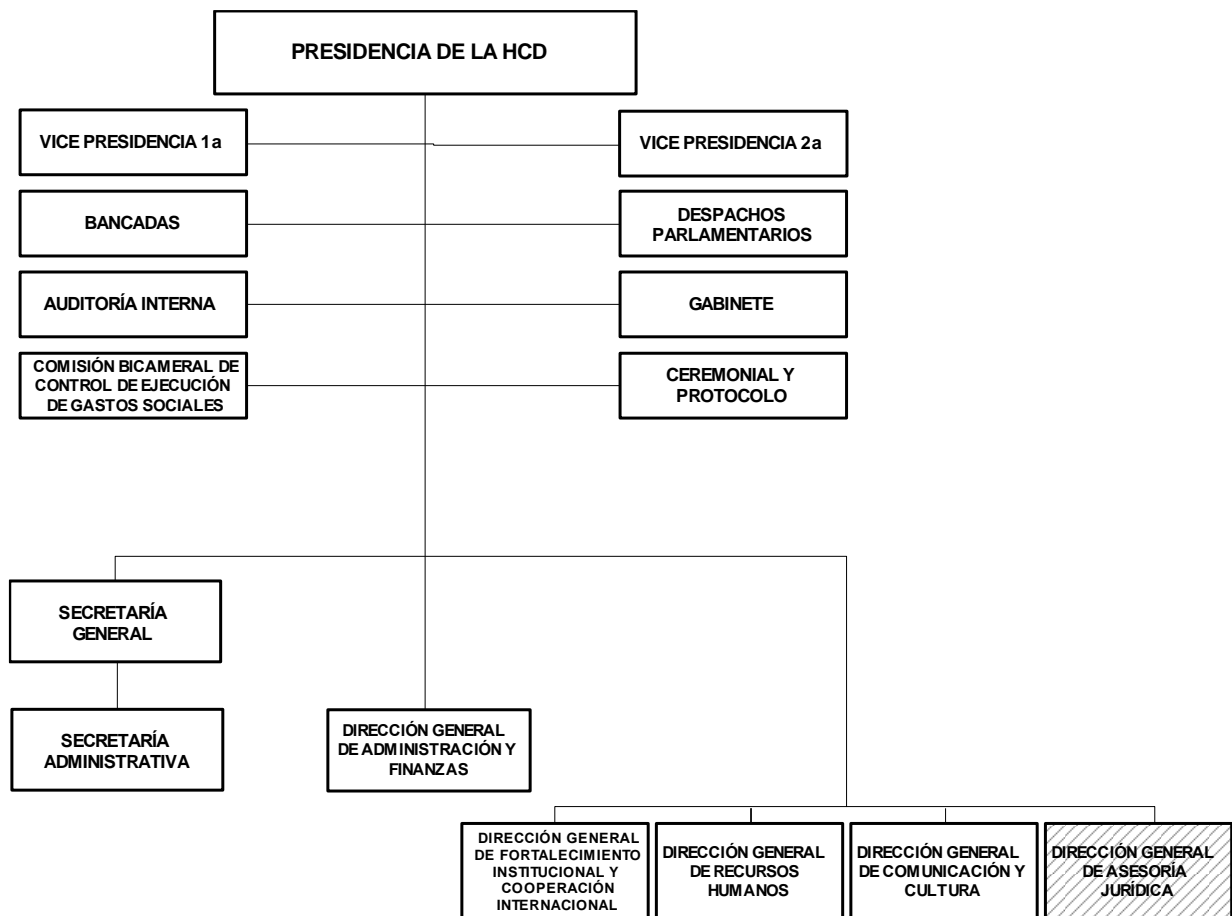 PRESIDENCIA DE LA HCD
VICE PRESIDENCIA 1a
VICE PRESIDENCIA 2a
BANCADAS
DESPACHOS
PARLAMENTARIOS
AUDITORÍA INTERNA
GABINETE
COMISIÓN BICAMERAL DE
CONTROL DE EJECUCIÓN
DE GASTOS SOCIALES
CEREMONIAL Y
PROTOCOLO
SECRETARÍA
GENERAL
SECRETARÍA
ADMINISTRATIVA
DIRECCIÓN GENERAL
DE ADMINISTRACIÓN Y
FINANZAS
DIRECCIÓN GENERAL
DE FORTALECIMIENTO
INSTITUCIONAL Y
COOPERACIÓN
INTERNACIONAL
DIRECCIÓN GENERAL
DE RECURSOS
HUMANOS
DIRECCIÓN GENERAL
DE COMUNICACIÓN Y
CULTURA
DIRECCIÓN GENERAL
DE ASESORÍA
JURÍDICA